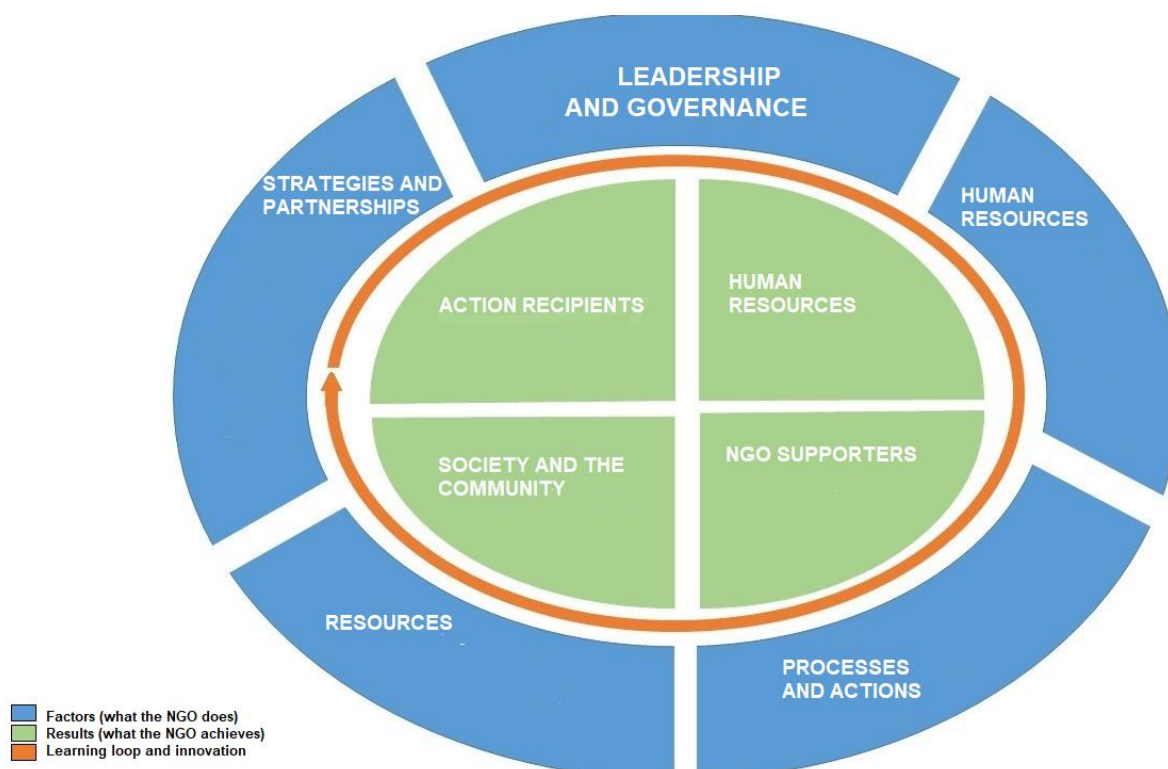 LEADERSHIP
AND GOVERNANCE
STRATEGIES AND
PARTNERSHIPS
HUMAN
RESOURCES
ACTION RECIPIENTS
HUMAN
RESOURCES
SOCIETY AND THE
COMMUNITY
NGO SUPPORTERS
RESOURCES
PROCESSES
AND ACTIONS
Factors (what the NGO does)
Results (what the NGO achieves)
Learning loop and innovation